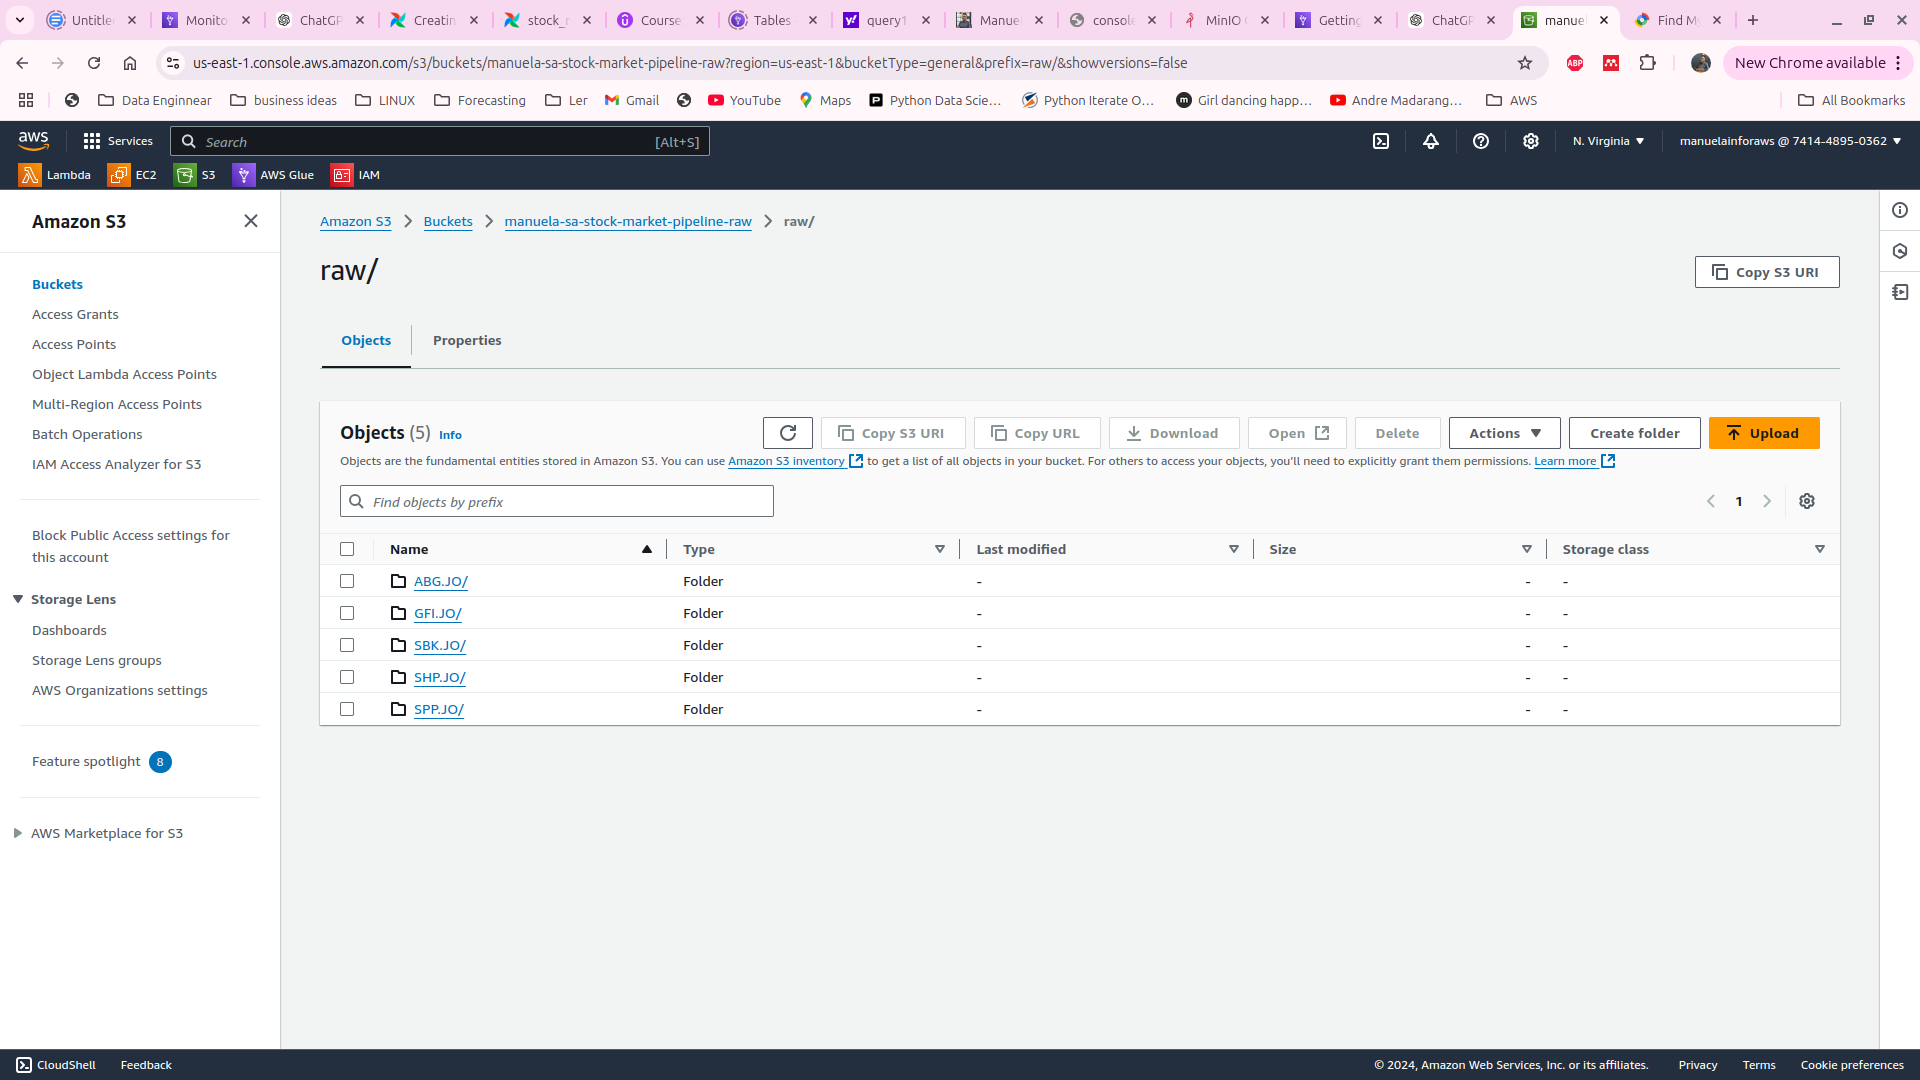 Untitle
Monito
ChatGP
Creatin
stock_r
Course
Tables
query1
Manue
console
MinIO
Getting
ChatGP
manue
Find M
us-east-1.console.aws.amazon.com/s3/buckets/manuela-sa-stock-market-pipeline-raw?region=us-east-1&bucketType=general&prefix=raw/&showversions=false
ABP
New Chrome available
Data Enginnear
business ideas
LINUX
Forecasting
Ler
Gmail
YouTube
Maps
Python Data Scie...
Python Iterate O...
Girl dancing happ...
Andre Madarang...
AWS
All Bookmarks
aws
Services
Search
[Alt+S]
N. Virginia
manuelainforaws @ 7414-4895-0362
Lambda
EC2
S3
AWS Glue
IAM
Amazon S3
Buckets
Access Grants
Access Points
Object Lambda Access Points
Multi-Region Access Points
Batch Operations
IAM Access Analyzer for S3
Block Public Access settings for
this account
Storage Lens
Dashboards
Storage Lens groups
AWS Organizations settings
Feature spotlight 8
AWS Marketplace for S3
Amazon S3 > Buckets > manuela-sa-stock-market-pipeline-raw > raw/
raw/
Copy S3 URI
Objects
Properties
Objects (5) Info
Copy S3 URI
Copy URL
Download
Open
Delete
Actions
Create folder
Upload
Objects are the fundamental entities stored in Amazon S3. You can use Amazon S3 inventory to get a list of all objects in your bucket. For others to access your objects, you'll need to explicitly grant them permissions. Learn more
Find objects by prefix
1
Name Type Last modified Size Storage class
ABG.JO/ Folder - - -
GFI.JO/ Folder - - -
SBK.JO/ Folder - - -
SHP.JO/ Folder - - -
SPP.JO/ Folder - - -
CloudShell
Feedback
© 2024, Amazon Web Services, Inc. or its affiliates.
Privacy
Terms
Cookie preferences